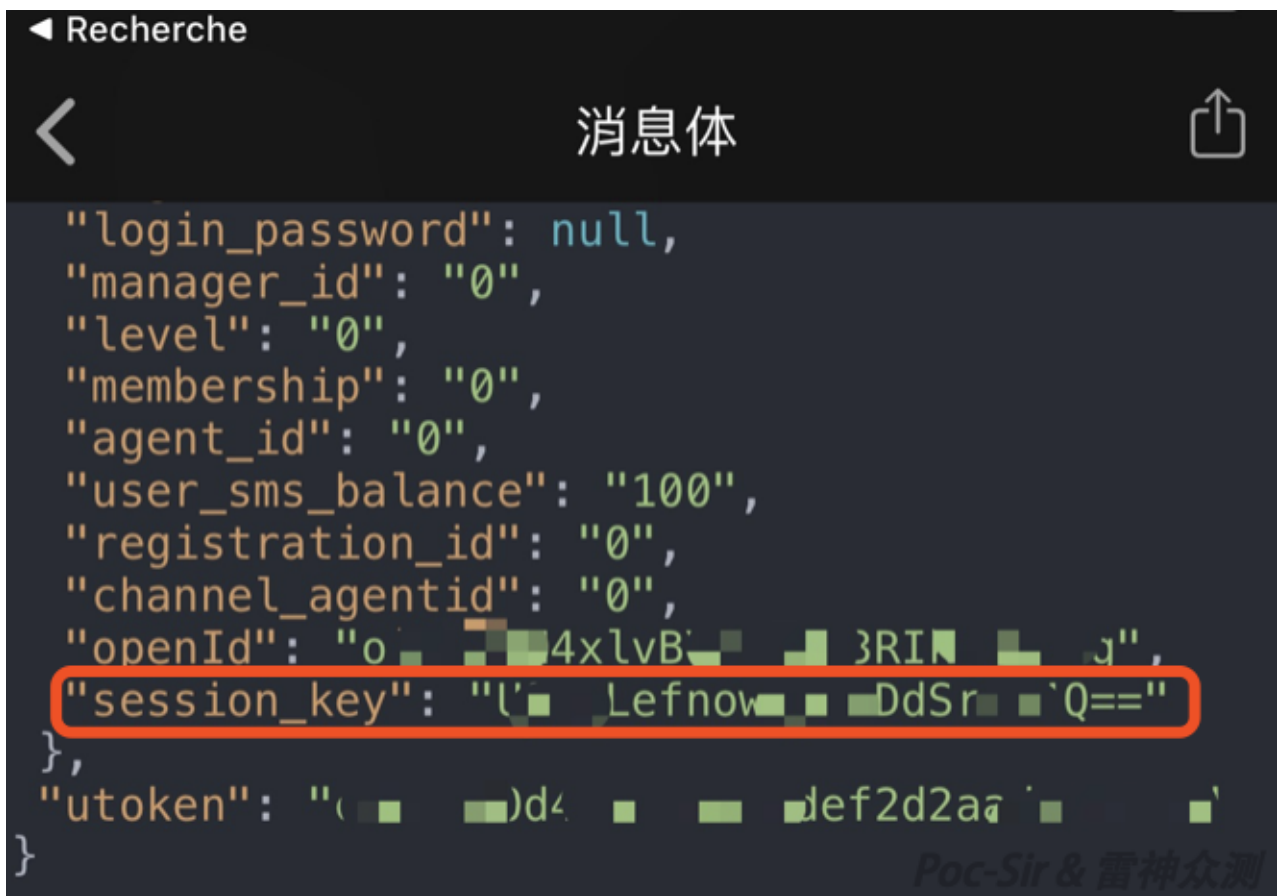 ◀ Recherche
消息体
"login_password": null,
"manager_id": "0",
"level": "0",
"membership": "0",
"agent_id": "0",
"user_sms_balance": "100",
"registration_id": "0",
"channel_agentid": "0",
"openId":
"session_key":
},
"utoken":
}
Poc-Sir & 雷神众测